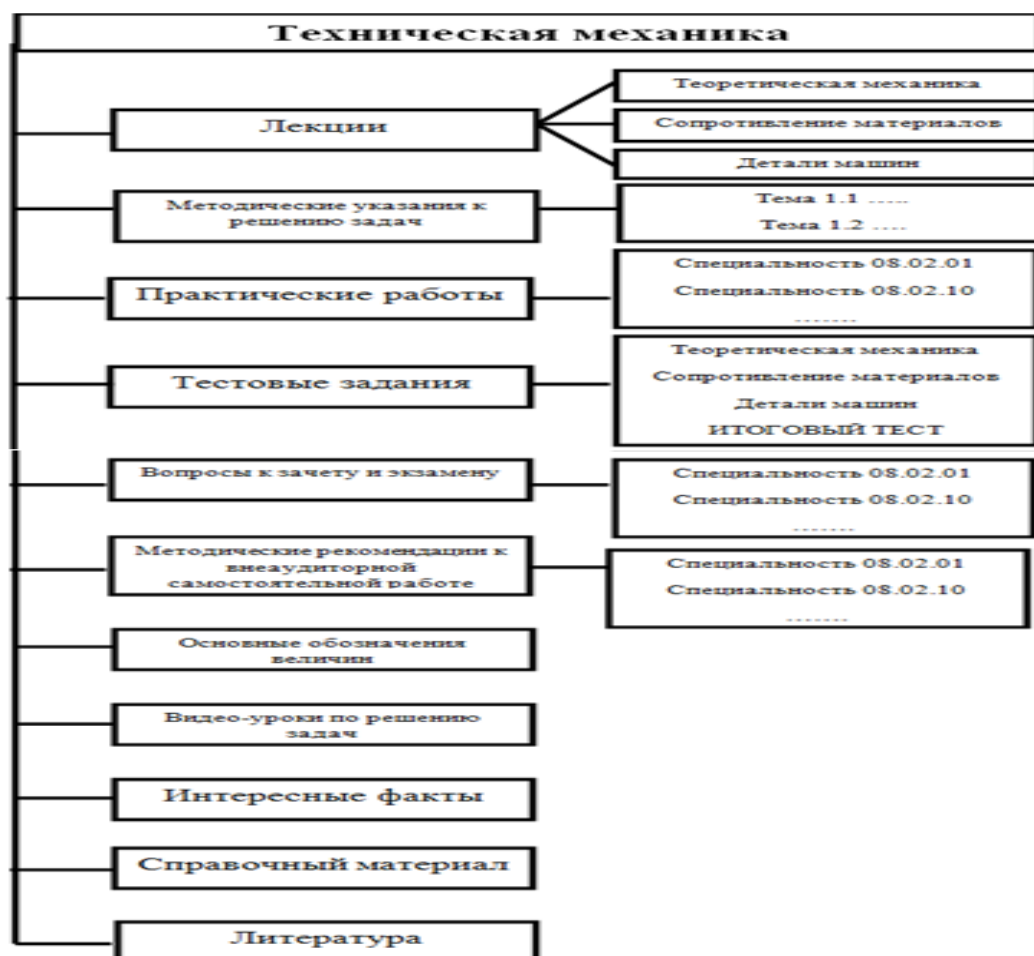 Техническая механика
Лекции
Теоретическая механика
Сопротивление материалов
Детали машин
Методические указания к
решению задач
Тема 1.1 .....
Тема 1.2 ....
Практические работы
Специальность 08.02.01
Специальность 08.02.10
.......
Тестовые задания
Теоретическая механика
Сопротивление материалов
Детали машин
ИТОГОВЫЙ ТЕСТ
Вопросы к зачету и экзамену
Специальность 08.02.01
Специальность 08.02.10
.......
Методические рекомендации к
внеаудиторной
самостоятельной работе
Специальность 08.02.01
Специальность 08.02.10
.......
Основные обозначения
величин
Видео-уроки по решению
задач
Интересные факты
Справочный материал
Литература